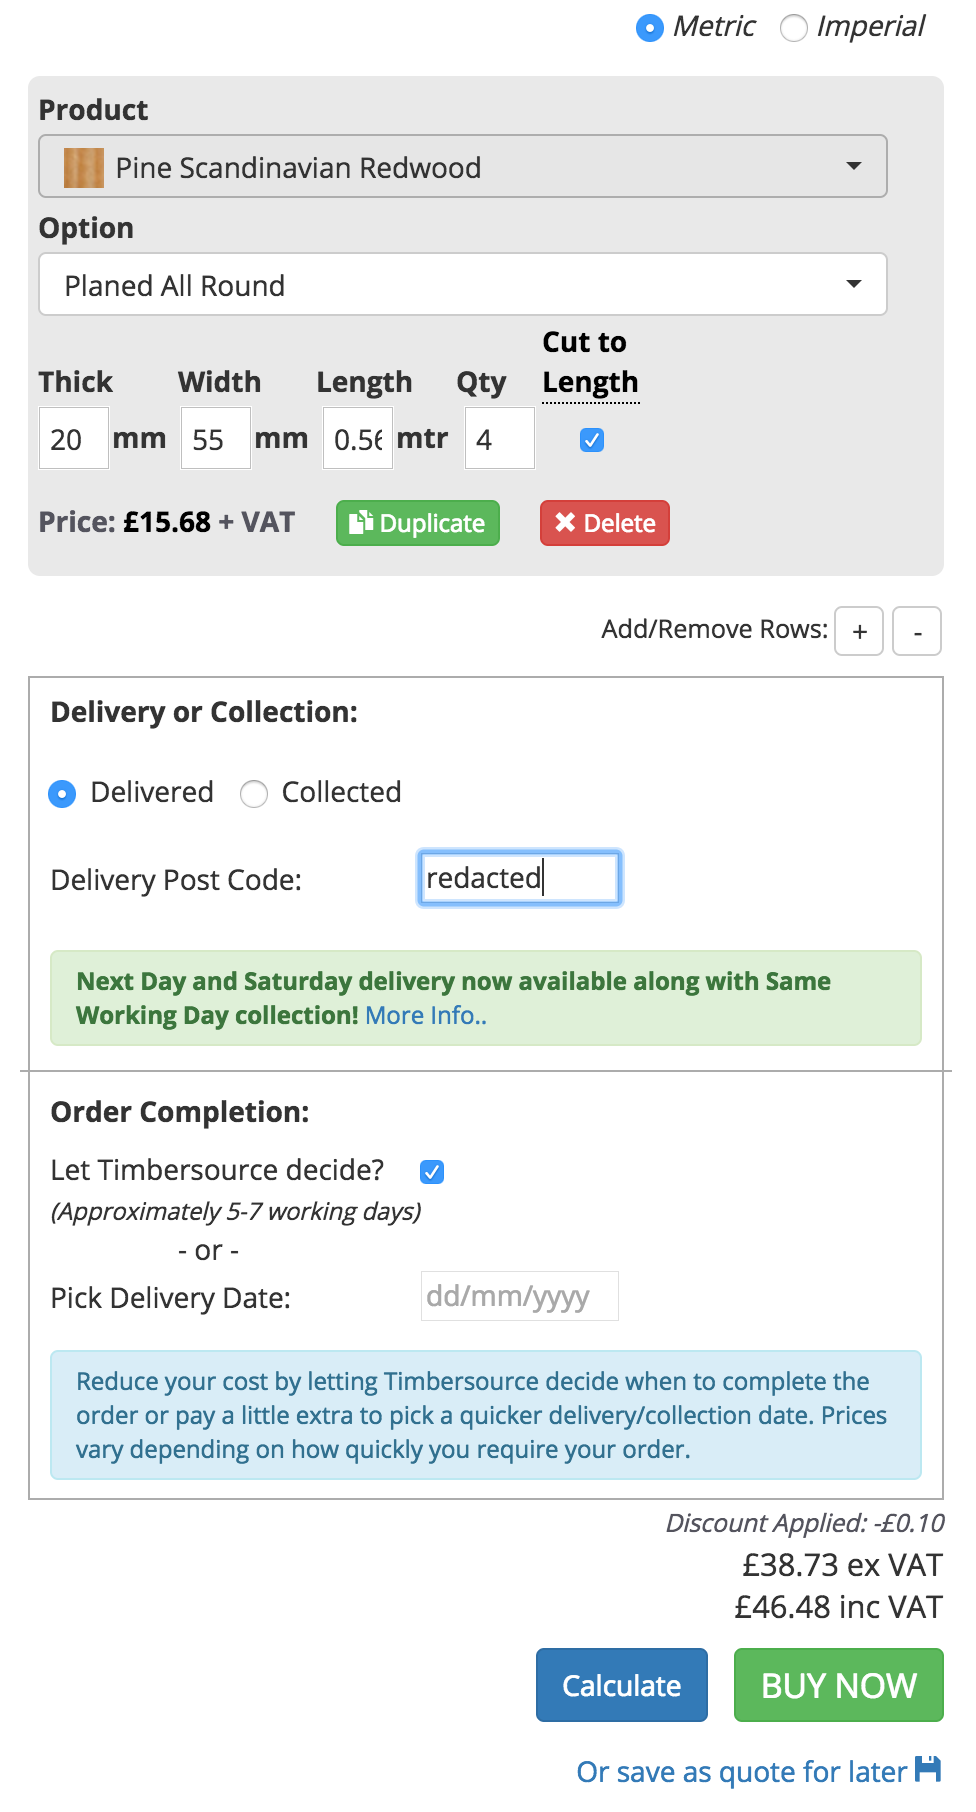 Metric Imperial
Product
Pine Scandinavian Redwood
Option
Planed All Round
Cut to
Thick Width Length Qty Length
20 mm 55 mm 0.56 mtr 4
Price: £15.68 + VAT Duplicate Delete
Add/Remove Rows: + -
Delivery or Collection:
Delivered Collected
Delivery Post Code: redacted
Next Day and Saturday delivery now available along with Same
Working Day collection! More Info..
Order Completion:
Let Timbersource decide?
(Approximately 5-7 working days)
- or -
Pick Delivery Date: dd/mm/yyyy
Reduce your cost by letting Timbersource decide when to complete the
order or pay a little extra to pick a quicker delivery/collection date. Prices
vary depending on how quickly you require your order.
Discount Applied: -£0.10
£38.73 ex VAT
£46.48 inc VAT
Calculate BUY NOW
Or save as quote for later